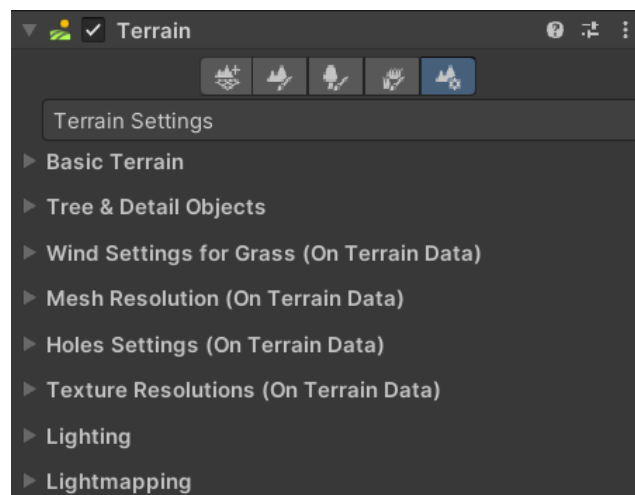 Terrain
Terrain Settings
Basic Terrain
Tree & Detail Objects
Wind Settings for Grass (On Terrain Data)
Mesh Resolution (On Terrain Data)
Holes Settings (On Terrain Data)
Texture Resolutions (On Terrain Data)
Lighting
Lightmapping